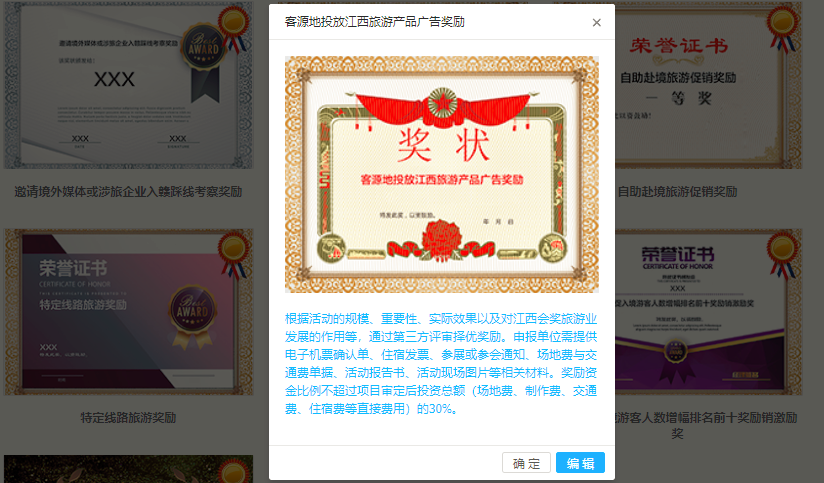 客源地投放江西旅游产品广告奖励
奖状
客源地投放江西旅游产品广告奖励
特发此奖，以资鼓励。
年 月 日
根据活动的规模、重要性、实际效果以及对江西会奖旅游业
发展的作用等，通过第三方评审择优奖励。申报单位需提供
电子机票确认单、住宿发票、参展或参会通知、场地费与交
通费单据、活动报告书、活动现场图片等相关材料。奖励资
金比例不超过项目审定后投资总额（场地费、制作费、交通
费、住宿费等直接费用）的30%。
确 定
编 辑
邀请境外媒体或涉旅企业入赣踩线考察奖励
XXX
Best
AWARD
XXX
XXX
邀请境外媒体或涉旅企业入赣踩线考察奖励
荣誉证书
自助赴境旅游促销奖励
一 等 奖
自助赴境旅游促销奖励
荣誉证书
CERTIFICATE OF HONOR
特定线路旅游奖励
XXX
Best
AWARD
特定线路旅游奖励
荣誉证书
CERTIFICATE OF HONOR
XXX
促入境游客人数增幅排名前十奖励销激励奖
游客人数增幅排名前十奖励销激励
奖